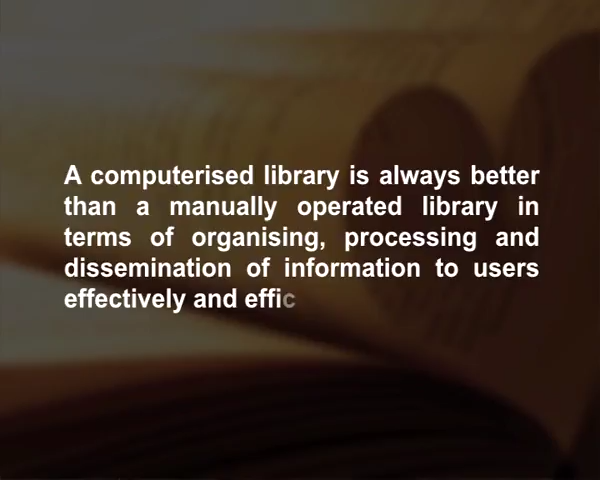 A computerised library is always better
than a manually operated library in
terms of organising, processing and
dissemination of information to users
effectively and effic